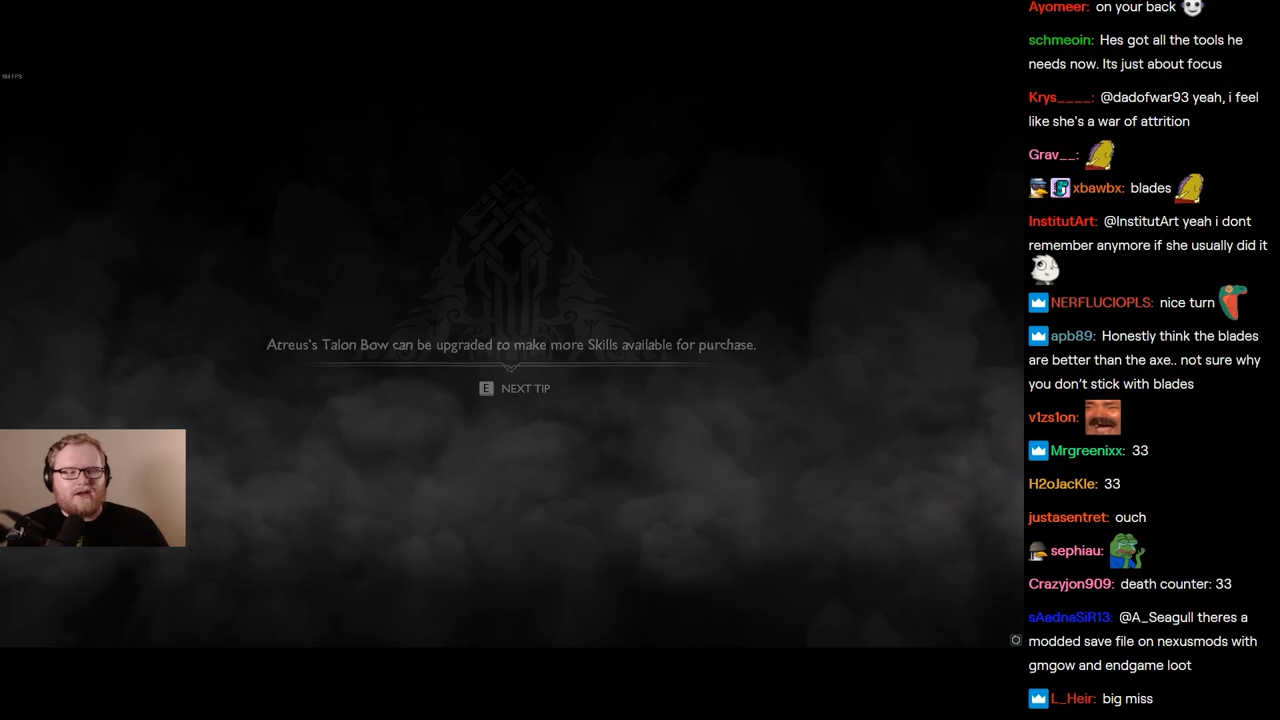 184 FPS
Atreus's Talon Bow can be upgraded to make more Skills available for purchase.
E NEXT TIP
Ayomeer: on your back
schmeoin: Hes got all the tools he
needs now. Its just about focus
Krys____: @dadofwar93 yeah, i feel
like she's a war of attrition
Grav__:
xbawbx: blades
InstitutArt: @InstitutArt yeah i dont
remember anymore if she usually did it
NERFLUCIOPLS: nice turn
apb89: Honestly think the blades
are better than the axe.. not sure why
you don't stick with blades
v1zs1on:
Mrgreenixx: 33
H2oJacKle: 33
justasentret: ouch
sephiau:
Crazyjon909: death counter: 33
sAadnaSiR13: @A_Seagull theres a
modded save file on nexusmods with
gmgow and endgame loot
L_Heir: big miss